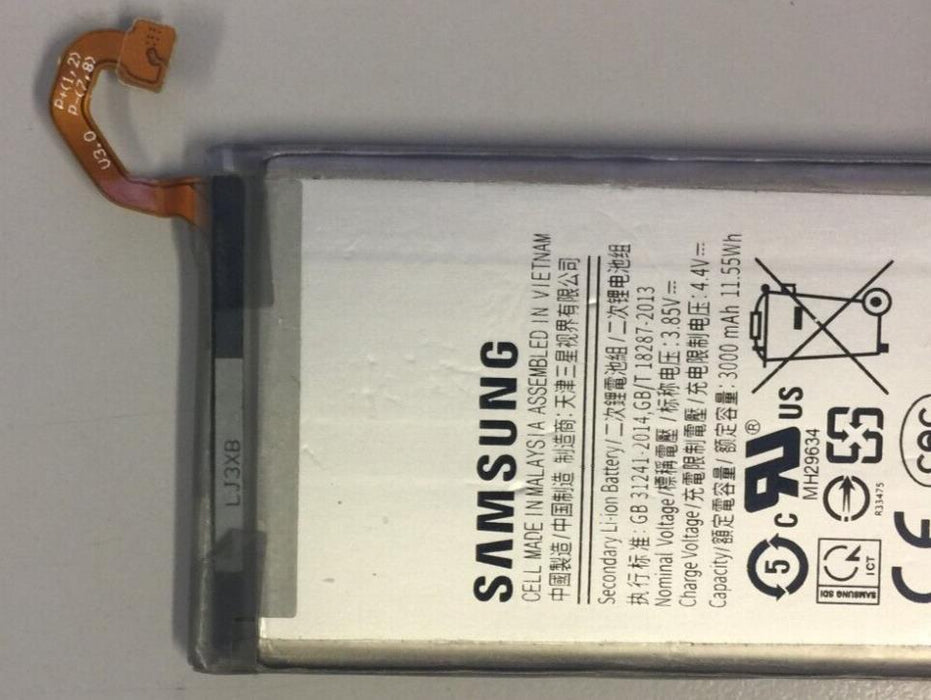 P+(1,2)
P-(7,8)
V3.0
LJ3XB
SAMSUNG
CELL MADE IN MALAYSIA ASSEMBLED IN VIETNAM
中國製造/中国制造 制造商: 天津三星视界有限公司
Secondary Li-ion Battery/二次鋰電池組/二次锂电池组
执行标准: GB 31241-2014,GB/T 18287-2013
Nominal Voltage/標稱電壓/标称电压:3.85V⎓
Charge Voltage/充電限制電壓/充电限制电压:4.4V⎓
Capacity/額定電容量/额定容量: 3000 mAh 11.55Wh
5
c
®
US
MH29634
R33475
SAMSUNG SDI
ICT
CE
cec